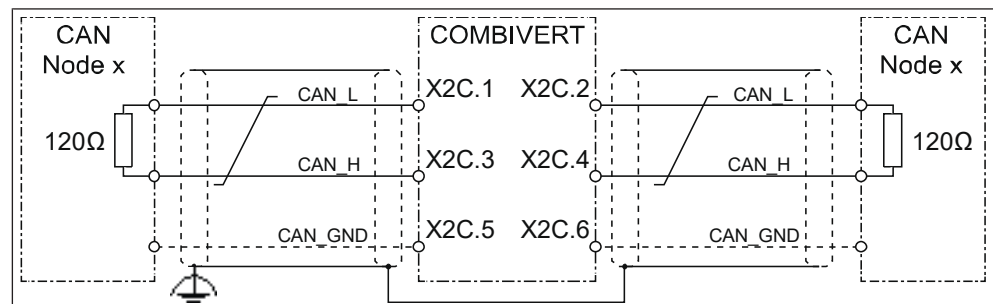 CAN COMBIVERT CAN
Node x Node x
CAN_L X2C.1 X2C.2 CAN_L
120Ω 120Ω
CAN_H X2C.3 X2C.4 CAN_H
CAN_GND X2C.5 X2C.6 CAN_GND